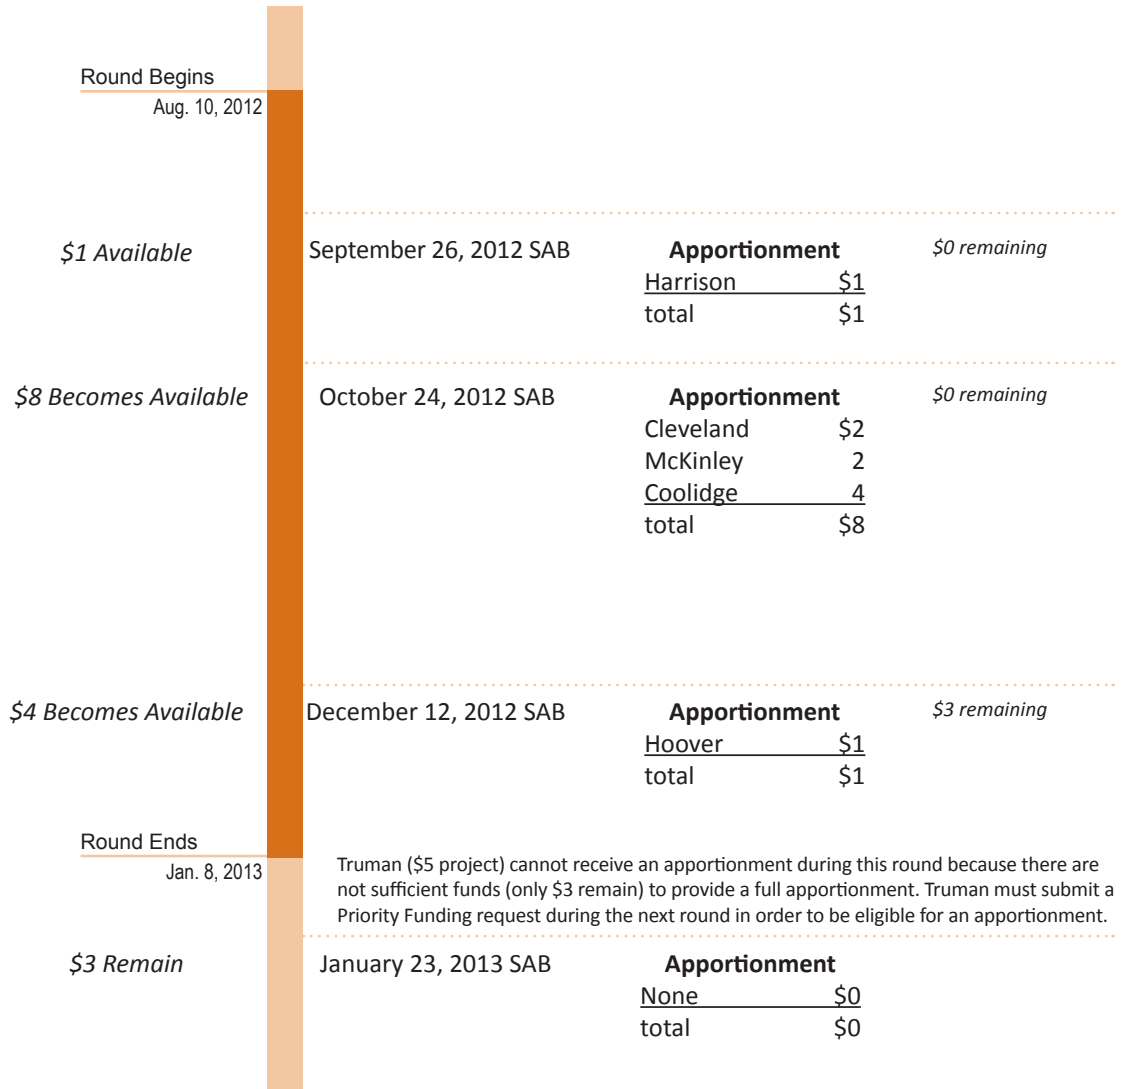 Round Begins
Aug. 10, 2012
$1 Available
September 26, 2012 SAB
Apportionment
$0 remaining
Harrison $1
total $1
$8 Becomes Available
October 24, 2012 SAB
Apportionment
$0 remaining
Cleveland $2
McKinley 2
Coolidge 4
total $8
$4 Becomes Available
December 12, 2012 SAB
Apportionment
$3 remaining
Hoover $1
total $1
Round Ends
Jan. 8, 2013
Truman ($5 project) cannot receive an apportionment during this round because there are
not sufficient funds (only $3 remain) to provide a full apportionment. Truman must submit a
Priority Funding request during the next round in order to be eligible for an apportionment.
$3 Remain
January 23, 2013 SAB
Apportionment
None $0
total $0